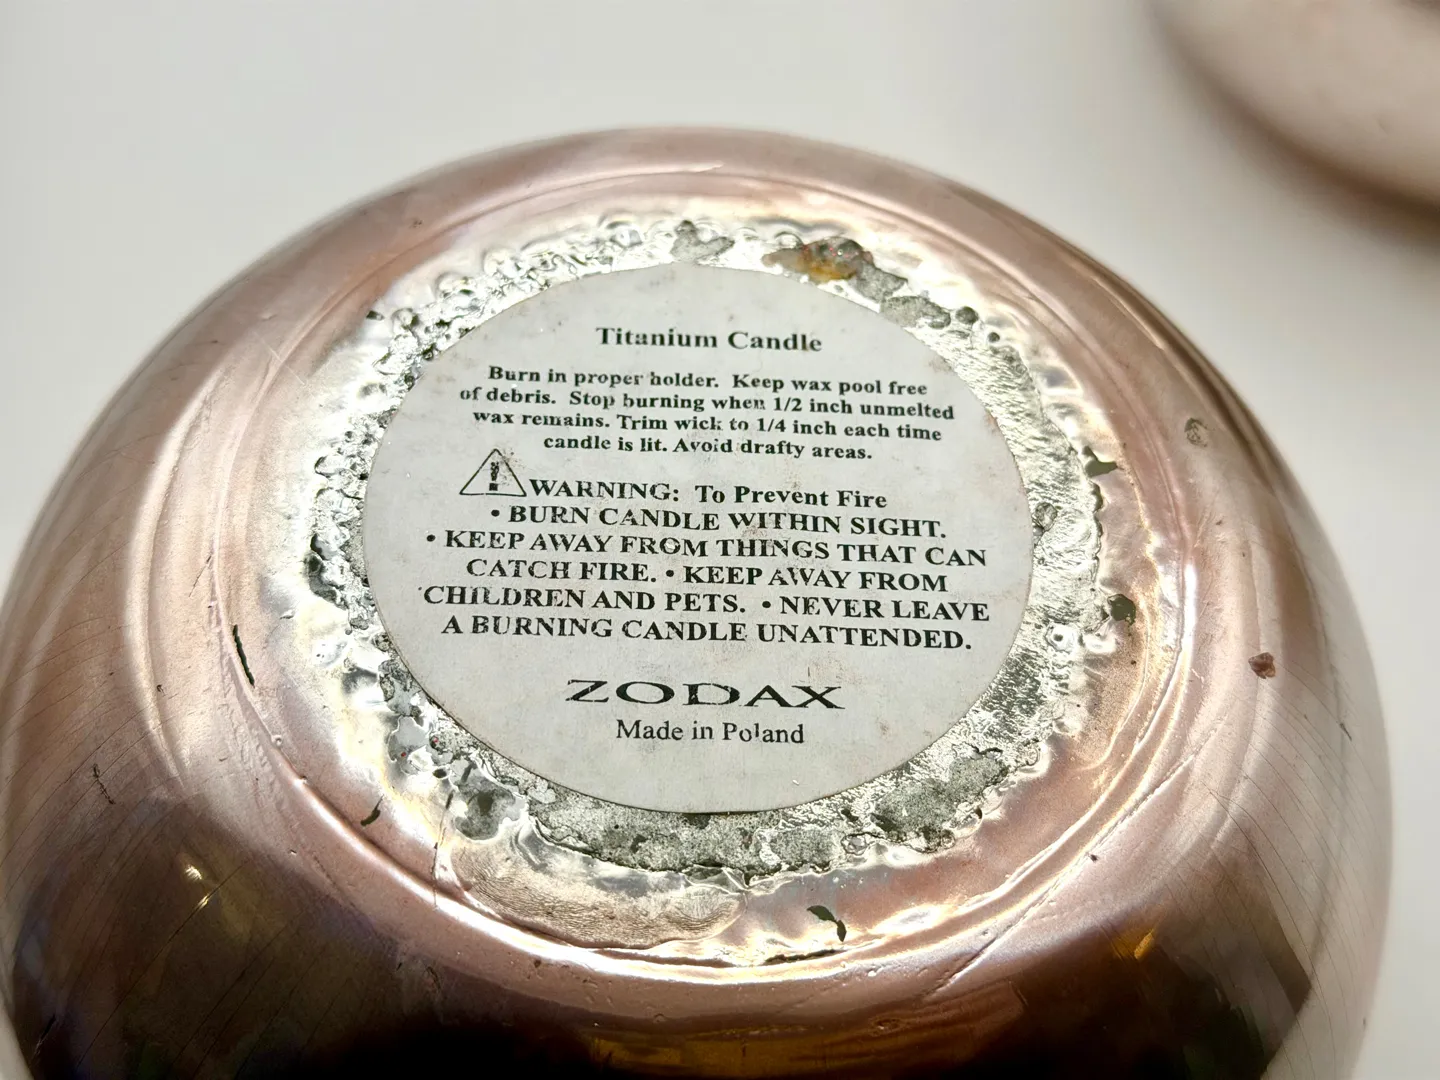 Titanium Candle
Burn in proper holder. Keep wax pool free
of debris. Stop burning when 1/2 inch unmelted
wax remains. Trim wick to 1/4 inch each time
candle is lit. Avoid drafty areas.
! WARNING: To Prevent Fire
• BURN CANDLE WITHIN SIGHT.
• KEEP AWAY FROM THINGS THAT CAN
CATCH FIRE. • KEEP AWAY FROM
CHILDREN AND PETS. • NEVER LEAVE
A BURNING CANDLE UNATTENDED.
ZODAX
Made in Poland